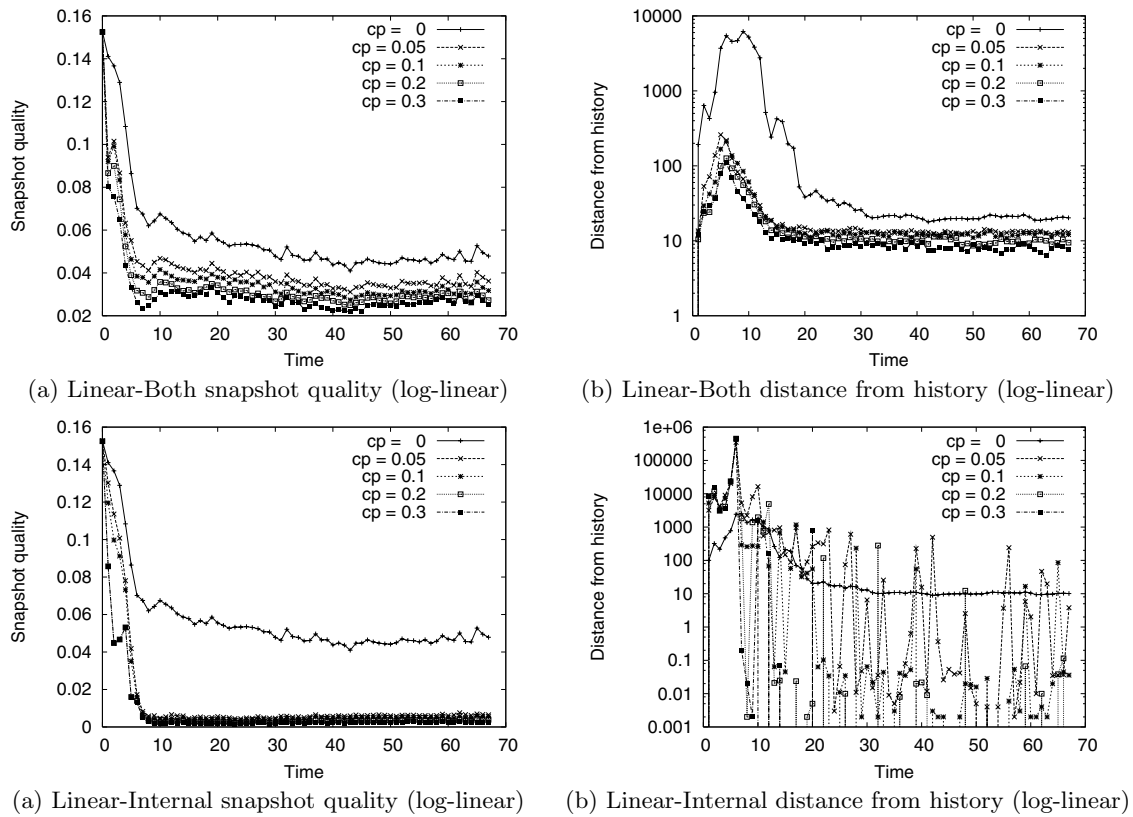 0.16
0.14
0.12
0.1
0.08
0.06
0.04
0.02
Snapshot quality
cp = 0
cp = 0.05
cp = 0.1
cp = 0.2
cp = 0.3
0 10 20 30 40 50 60 70
Time
(a) Linear-Both snapshot quality (log-linear)
10000
1000
100
10
1
Distance from history
cp = 0
cp = 0.05
cp = 0.1
cp = 0.2
cp = 0.3
0 10 20 30 40 50 60 70
Time
(b) Linear-Both distance from history (log-linear)
0.16
0.14
0.12
0.1
0.08
0.06
0.04
0.02
0
Snapshot quality
cp = 0
cp = 0.05
cp = 0.1
cp = 0.2
cp = 0.3
0 10 20 30 40 50 60 70
Time
(a) Linear-Internal snapshot quality (log-linear)
1e+06
100000
10000
1000
100
10
1
0.1
0.01
0.001
Distance from history
cp = 0
cp = 0.05
cp = 0.1
cp = 0.2
cp = 0.3
0 10 20 30 40 50 60 70
Time
(b) Linear-Internal distance from history (log-linear)